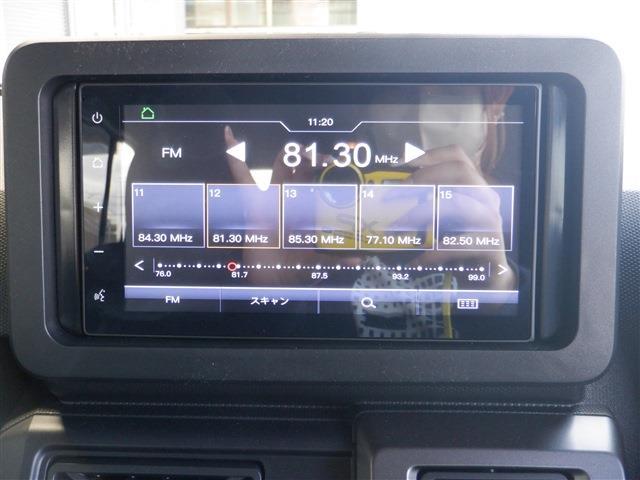 11:20
FM
81.30 MHz
11 12 13 14 15
84.30 MHz 81.30 MHz 85.30 MHz 77.10 MHz 82.50 MHz
76.0 81.7 87.5 93.2 99.0
FM スキャン